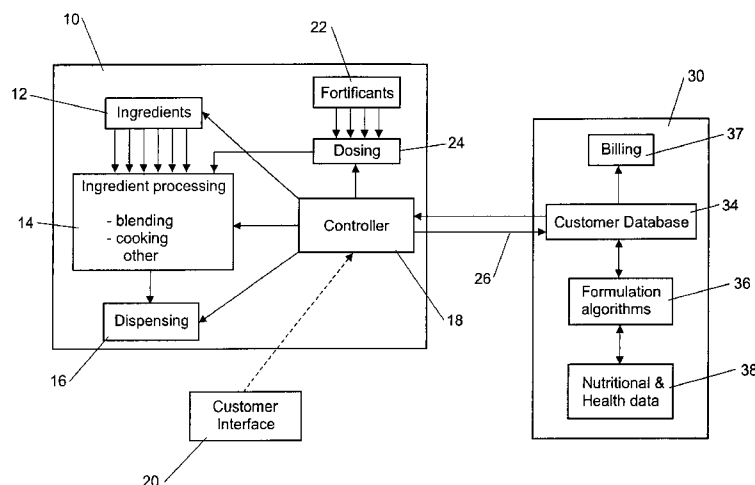 10
22
30
12
Ingredients
Fortificants
37
Billing
Dosing
24
Ingredient processing
- blending
- cooking
other
14
Controller
34
Customer Database
26
Formulation
algorithms
36
18
Dispensing
16
Nutritional &
Health data
38
Customer
Interface
20